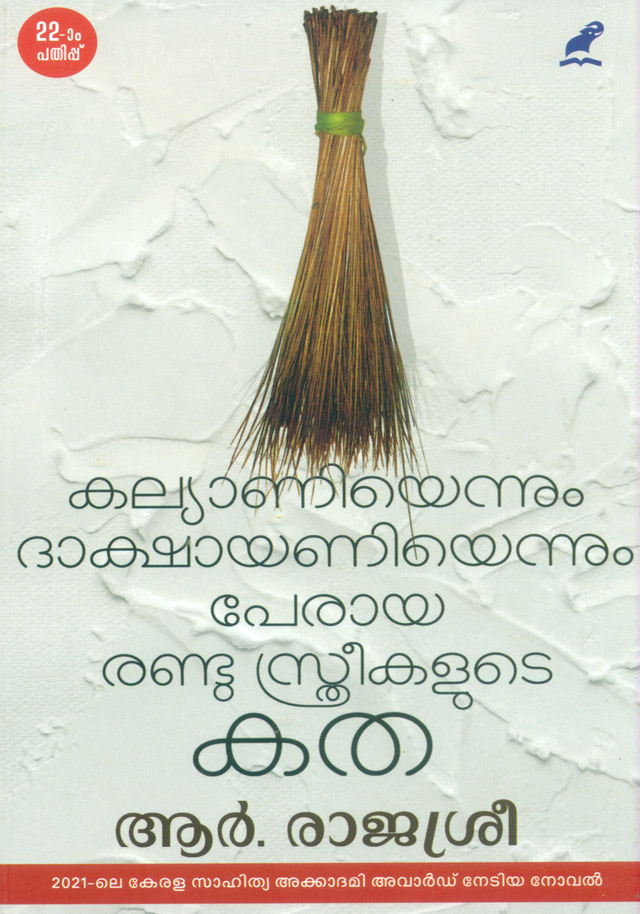 22-ാം
പതിപ്പ്
കല്യാണിയെന്നും
ദാക്ഷായണിയെന്നും
പേരായ
രണ്ടു സ്ത്രീകളുടെ
കത
ആർ. രാജശ്രീ
2021-ലെ കേരള സാഹിത്യ അക്കാദമി അവാർഡ് നേടിയ നോവൽ